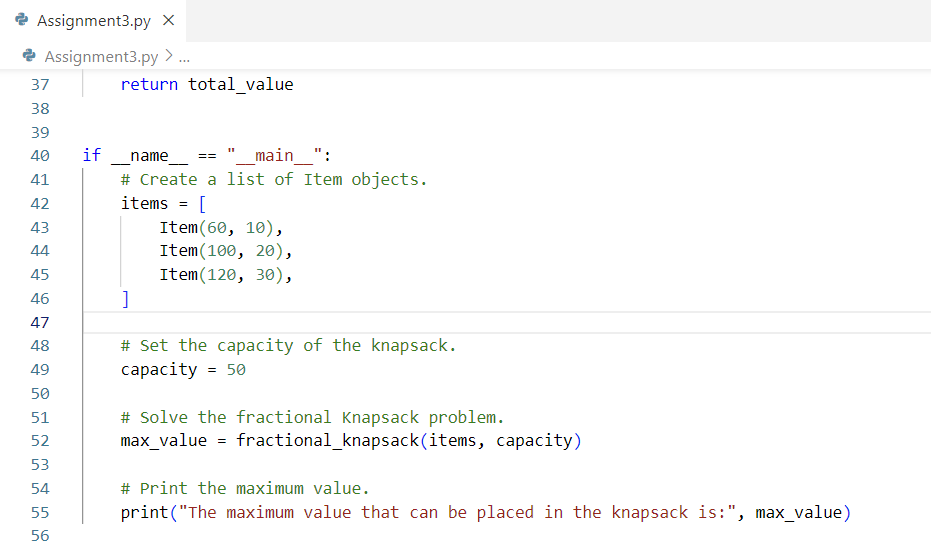 Assignment3.py ×
Assignment3.py > ...
37 return total_value
38
39
40 if __name__ == "__main__":
41 # Create a list of Item objects.
42 items = [
43 Item(60, 10),
44 Item(100, 20),
45 Item(120, 30),
46 ]
47
48 # Set the capacity of the knapsack.
49 capacity = 50
50
51 # Solve the fractional Knapsack problem.
52 max_value = fractional_knapsack(items, capacity)
53
54 # Print the maximum value.
55 print("The maximum value that can be placed in the knapsack is:", max_value)
56